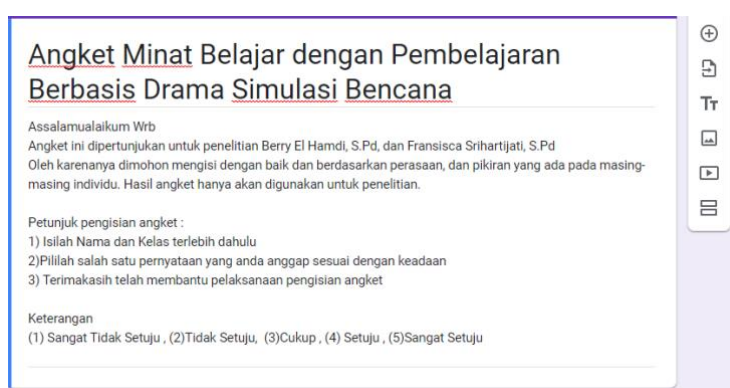 Angket Minat Belajar dengan Pembelajaran
Berbasis Drama Simulasi Bencana
Assalamualaikum Wrb
Angket ini dipertunjukan untuk penelitian Berry El Hamdi, S.Pd, dan Fransisca Srihartijati, S.Pd
Oleh karenanya dimohon mengisi dengan baik dan berdasarkan perasaan, dan pikiran yang ada pada masing-
masing individu. Hasil angket hanya akan digunakan untuk penelitian.
Petunjuk pengisian angket :
1) Isilah Nama dan Kelas terlebih dahulu
2)Pililah salah satu pernyataan yang anda anggap sesuai dengan keadaan
3) Terimakasih telah membantu pelaksanaan pengisian angket
Keterangan
(1) Sangat Tidak Setuju , (2)Tidak Setuju, (3)Cukup , (4) Setuju , (5)Sangat Setuju